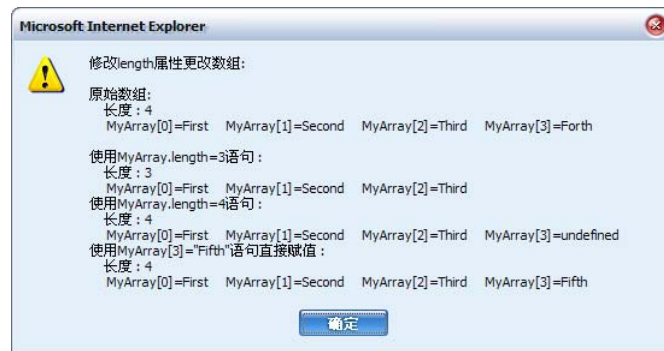 Microsoft Internet Explorer
修改length属性更改数组:
原始数组:
长度：4
MyArray[0]=First MyArray[1]=Second MyArray[2]=Third MyArray[3]=Forth
使用MyArray.length=3语句：
长度：3
MyArray[0]=First MyArray[1]=Second MyArray[2]=Third
使用MyArray.length=4语句：
长度：4
MyArray[0]=First MyArray[1]=Second MyArray[2]=Third MyArray[3]=undefined
使用MyArray[3]="Fifth"语句直接赋值：
长度：4
MyArray[0]=First MyArray[1]=Second MyArray[2]=Third MyArray[3]=Fifth
确定